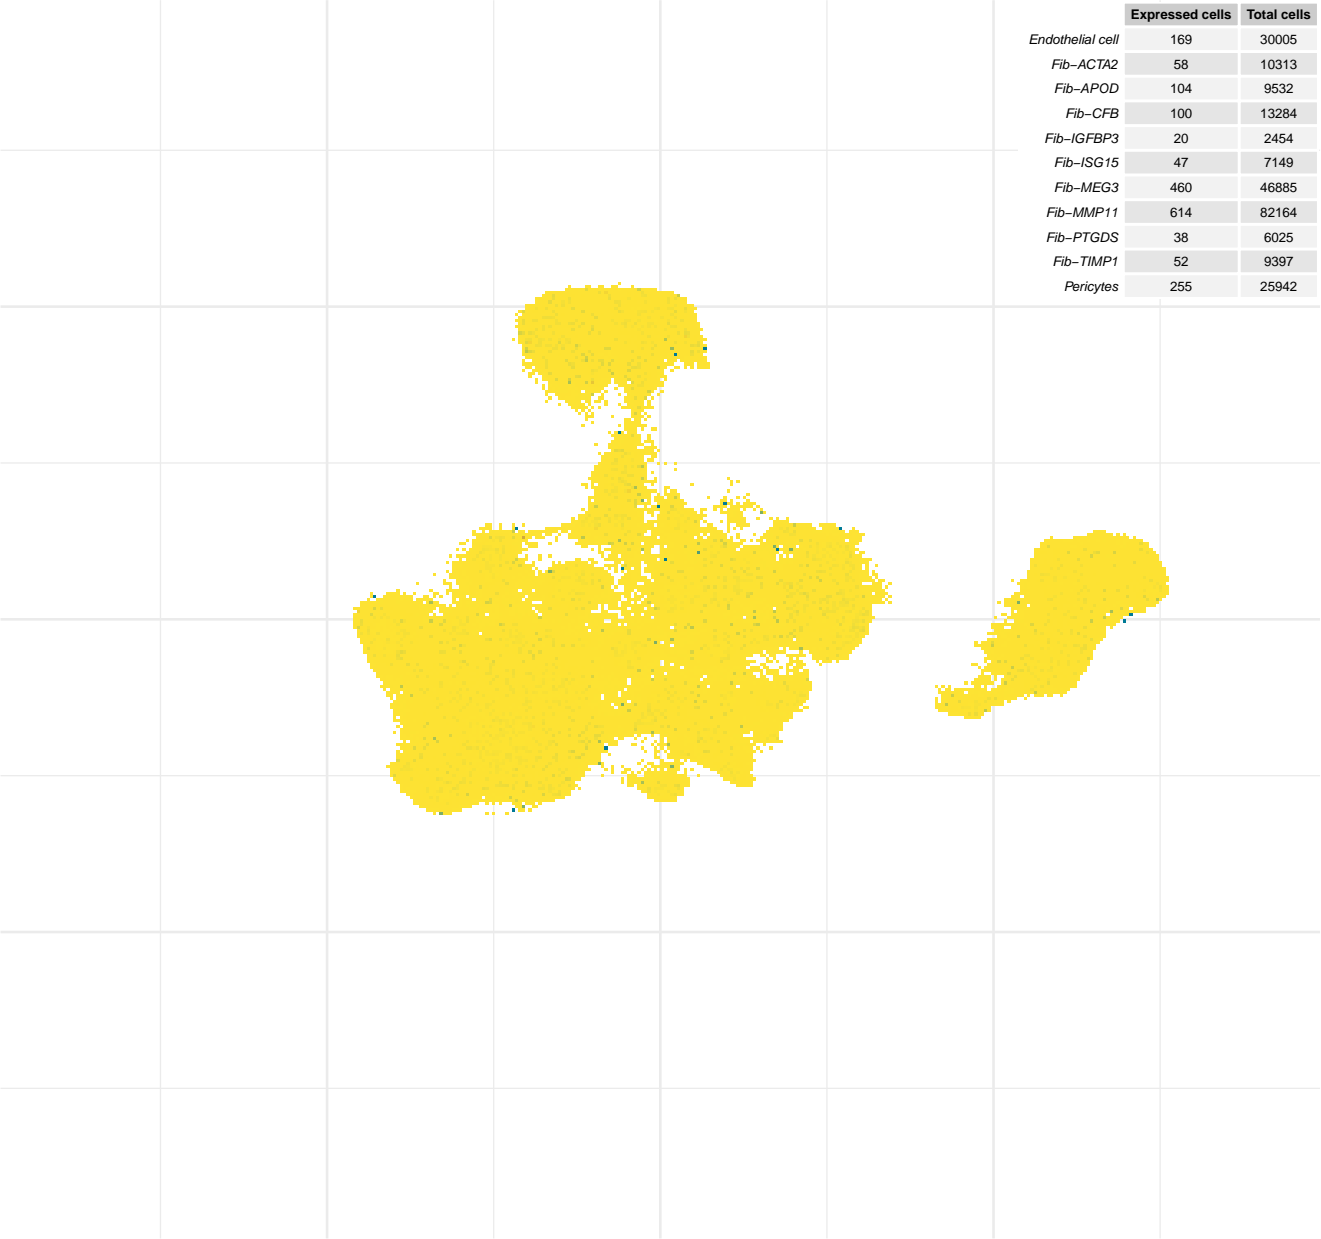 Expressed cells Total cells
Endothelial cell 169 30005
Fib−ACTA2 58 10313
Fib−APOD 104 9532
Fib−CFB 100 13284
Fib−IGFBP3 20 2454
Fib−ISG15 47 7149
Fib−MEG3 460 46885
Fib−MMP11 614 82164
Fib−PTGDS 38 6025
Fib−TIMP1 52 9397
Pericytes 255 25942